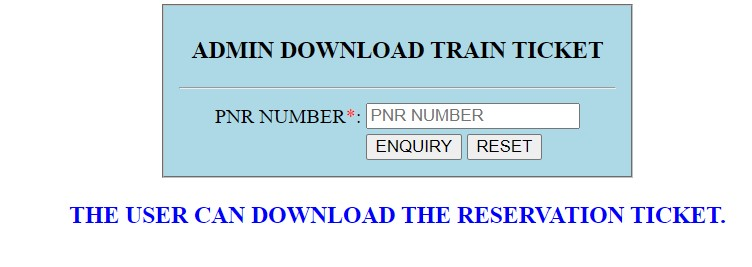 ADMIN DOWNLOAD TRAIN TICKET
PNR NUMBER*: PNR NUMBER
ENQUIRY RESET
THE USER CAN DOWNLOAD THE RESERVATION TICKET.